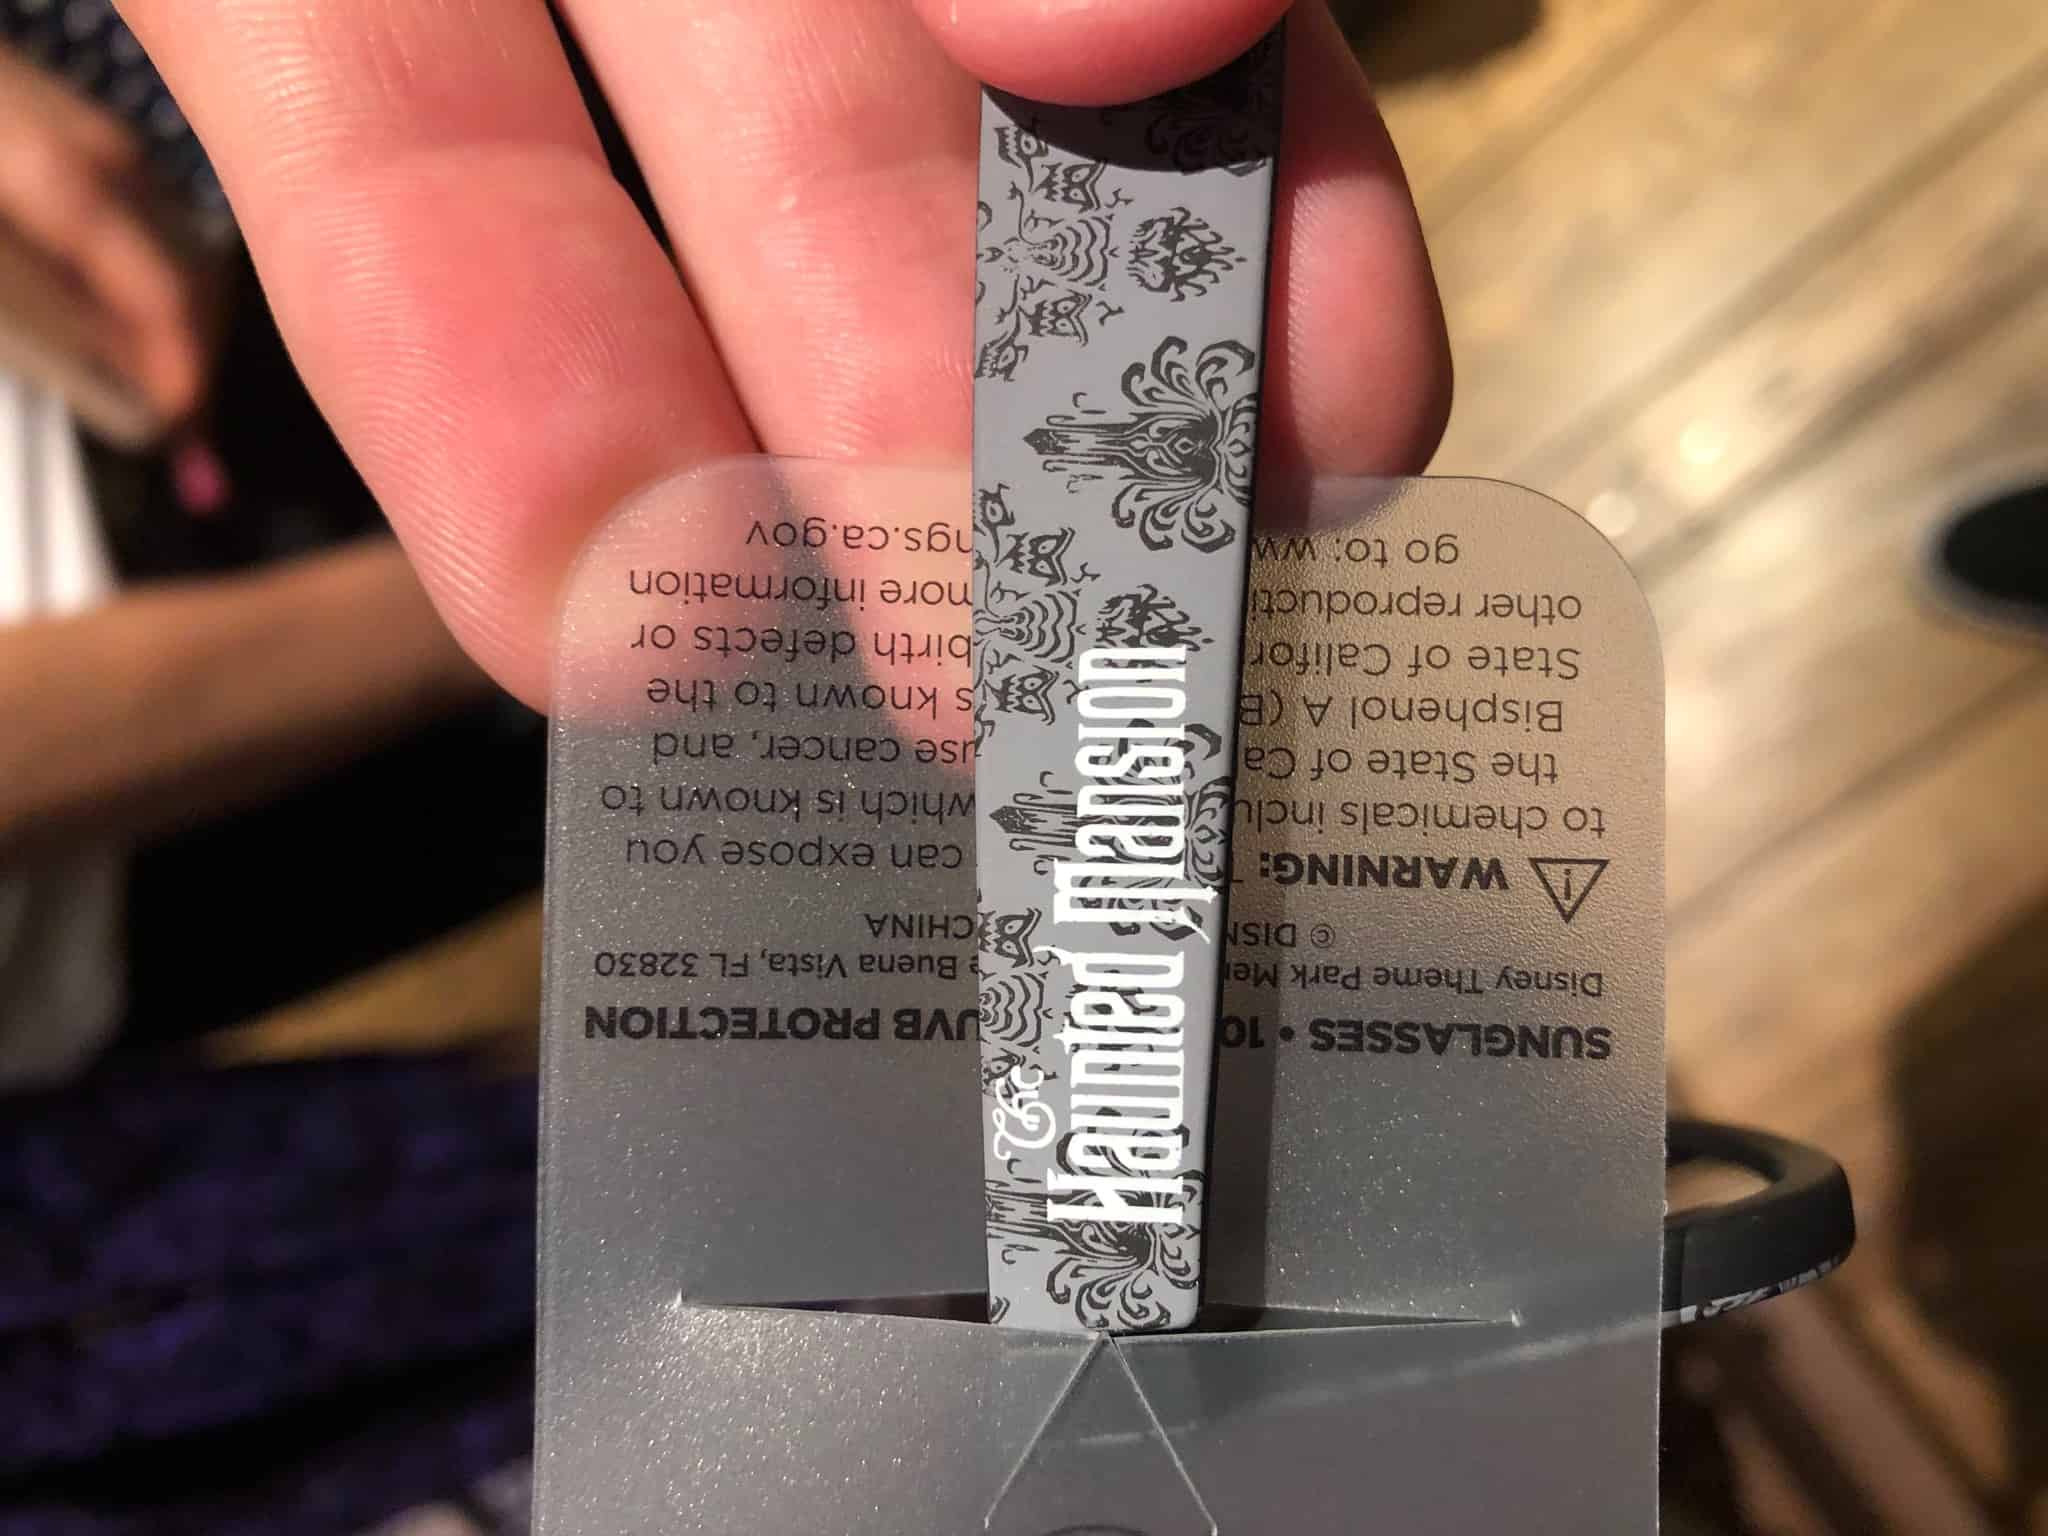 Haunted Mansion
SUNGLASSES • 10 UVB PROTECTION
Disney Theme Park Mer e Buena Vista, FL 32830
© DISN CHINA
WARNING: can expose you
to chemicals inclu which is known to
the State of Ca use cancer, and
Bisphenol A (B s known to the
State of Califor birth defects or
other reproducti more information
go to: ww ngs.ca.gov